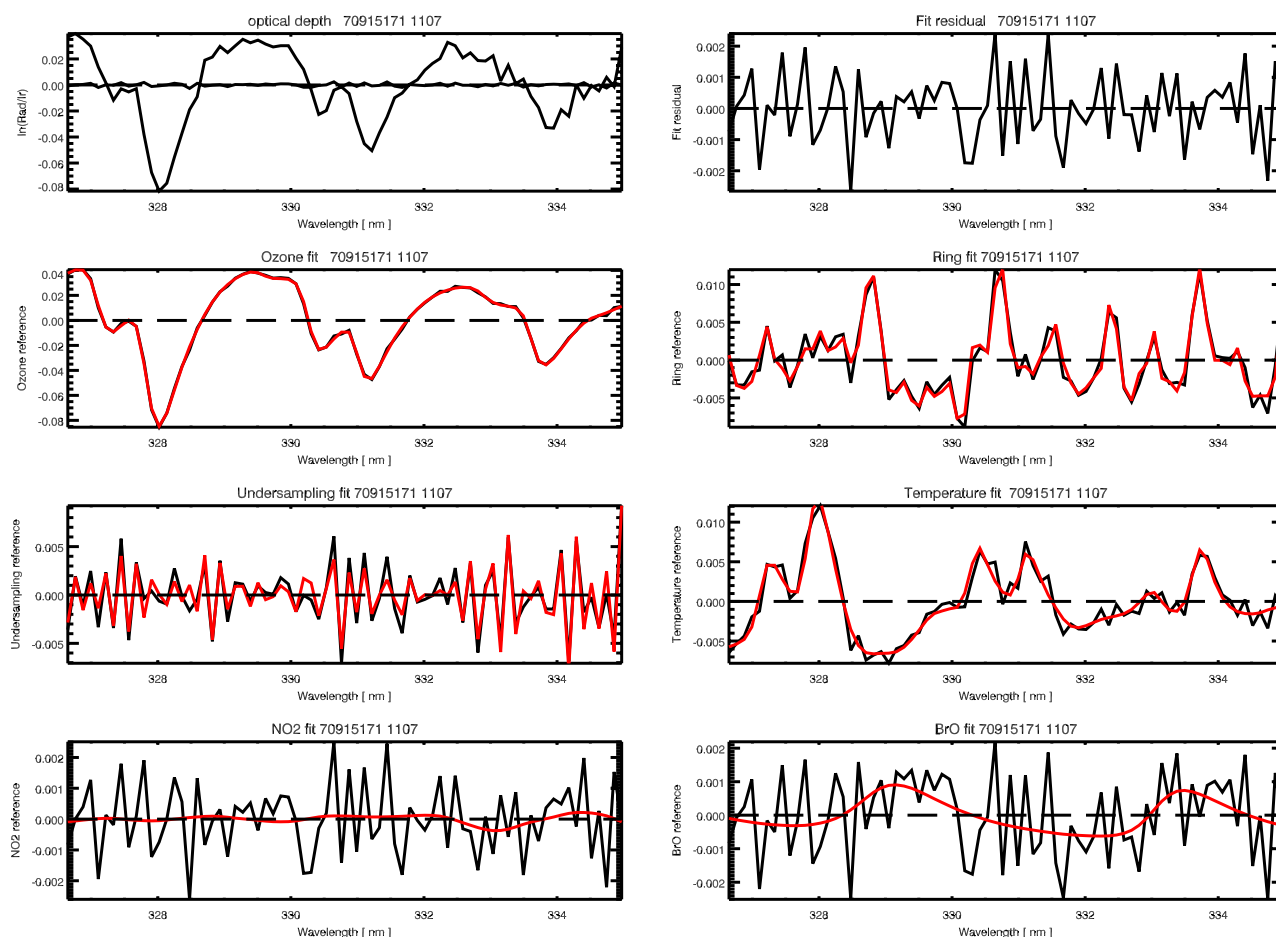 optical depth 70915171 1107
ln(Rad/Ir)
0.02
0.00
-0.02
-0.04
-0.06
-0.08
328 330 332 334
Wavelength [ nm ]
Fit residual 70915171 1107
Fit residual
0.002
0.001
0.000
-0.001
-0.002
328 330 332 334
Wavelength [ nm ]
Ozone fit 70915171 1107
Ozone reference
0.04
0.02
0.00
-0.02
-0.04
-0.06
-0.08
328 330 332 334
Wavelength [ nm ]
Ring fit 70915171 1107
Ring reference
0.010
0.005
0.000
-0.005
328 330 332 334
Wavelength [ nm ]
Undersampling fit 70915171 1107
Undersampling reference
0.005
0.000
-0.005
328 330 332 334
Wavelength [ nm ]
Temperature fit 70915171 1107
Temperature reference
0.010
0.005
0.000
-0.005
328 330 332 334
Wavelength [ nm ]
NO2 fit 70915171 1107
NO2 reference
0.002
0.001
0.000
-0.001
-0.002
328 330 332 334
Wavelength [ nm ]
BrO fit 70915171 1107
BrO reference
0.002
0.001
0.000
-0.001
-0.002
328 330 332 334
Wavelength [ nm ]